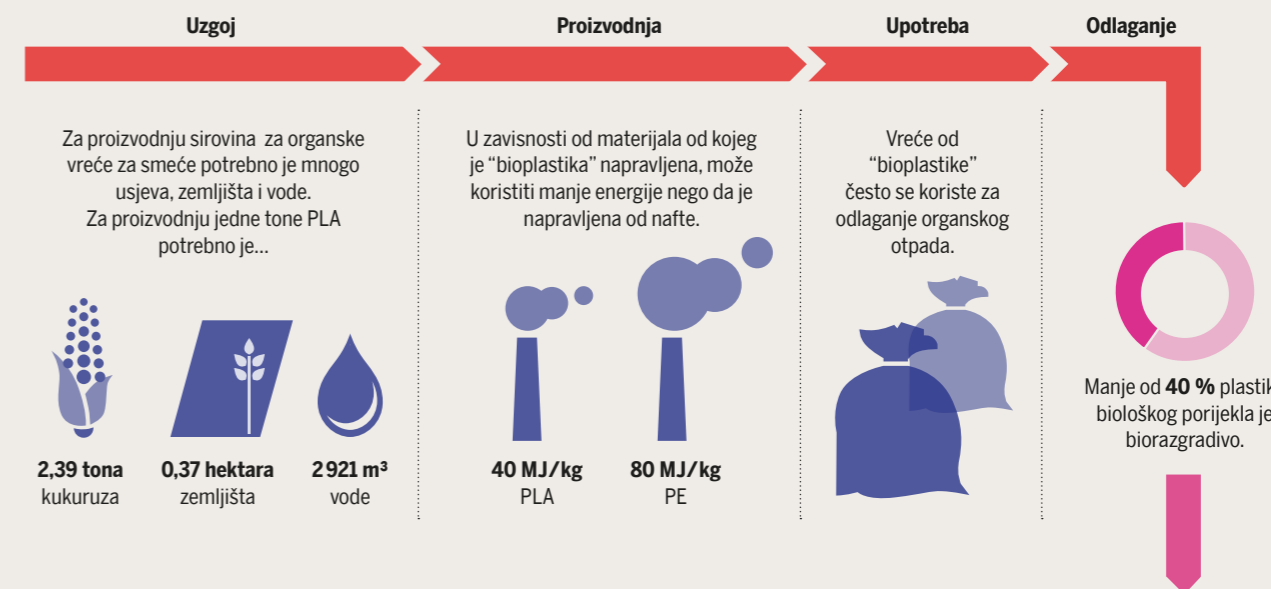 Uzgoj
Proizvodnja
Upotreba
Odlaganje
Za proizvodnju sirovina za organske
vreće za smeće potrebno je mnogo
usjeva, zemljišta i vode.
Za proizvodnju jedne tone PLA
potrebno je...
2,39 tona
kukuruza
0,37 hektara
zemljišta
2 921 m³
vode
U zavisnosti od materijala od kojeg
je “bioplastika” napravljena, može
koristiti manje energije nego da je
napravljena od nafte.
40 MJ/kg
PLA
80 MJ/kg
PE
Vreće od
“bioplastike”
često se koriste za
odlaganje organskog
otpada.
Manje od 40 % plastik
biološkog porijekla je
biorazgradivo.